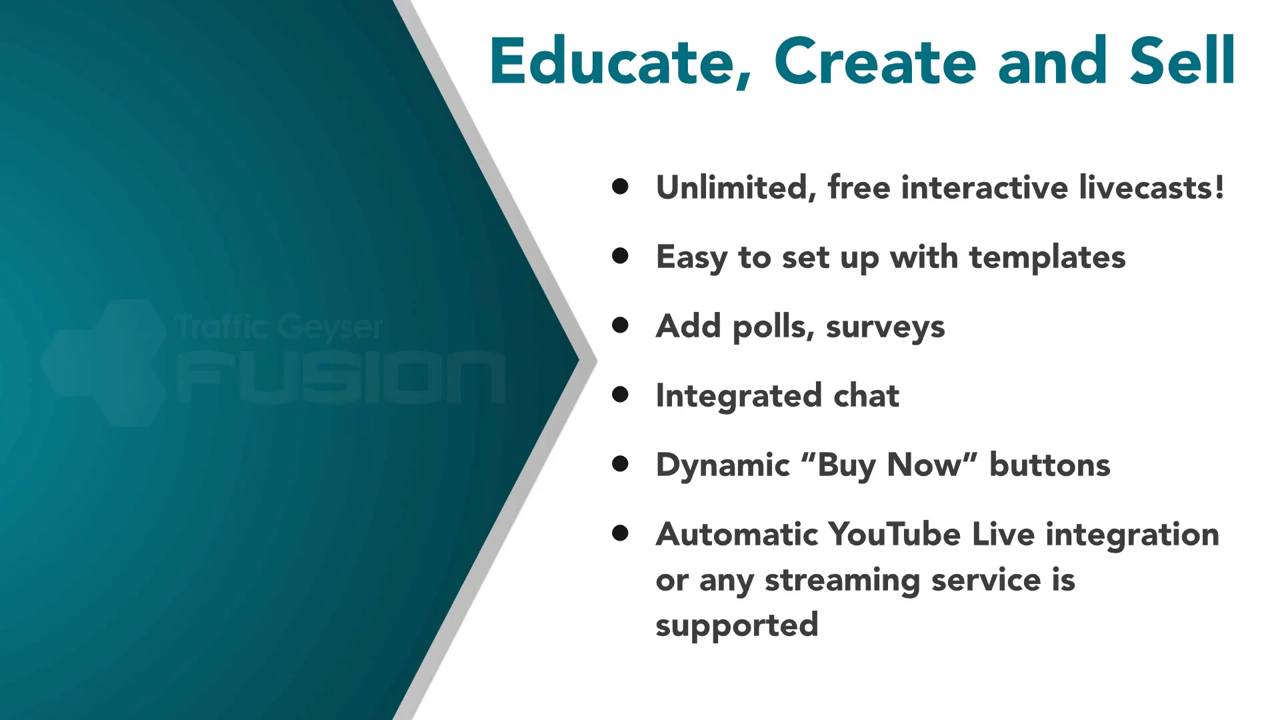 Educate, Create and Sell
Traffic Geyser
FUSION
● Unlimited, free interactive livecasts!
● Easy to set up with templates
● Add polls, surveys
● Integrated chat
● Dynamic “Buy Now” buttons
● Automatic YouTube Live integration
or any streaming service is
supported